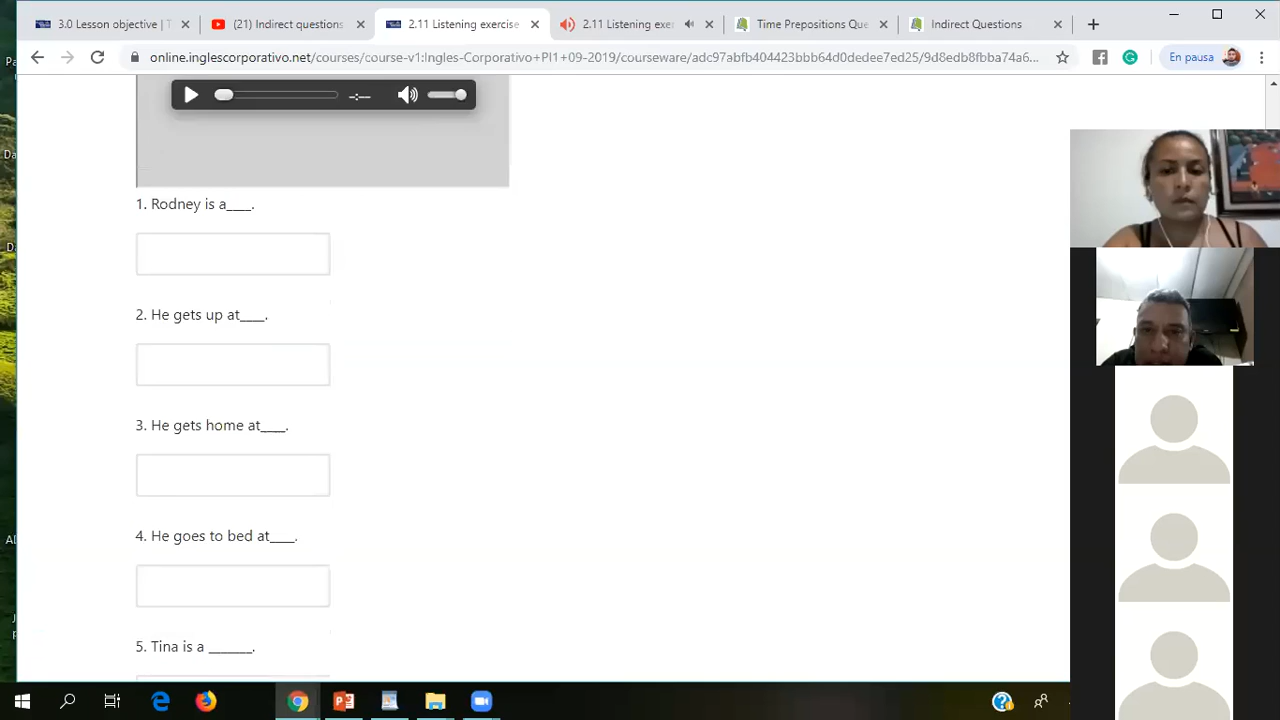 3.0 Lesson objective | T
(21) Indirect questions
2.11 Listening exercise
2.11 Listening exer
Time Prepositions Que
Indirect Questions
online.inglescorporativo.net/courses/course-v1:Ingles-Corporativo+PI1+09-2019/courseware/adc97abfb404423bbb64d0dedee7ed25/9d8edb8fbba74a6...
En pausa
-:--
1. Rodney is a____.
2. He gets up at____.
3. He gets home at____.
4. He goes to bed at____.
5. Tina is a _______.